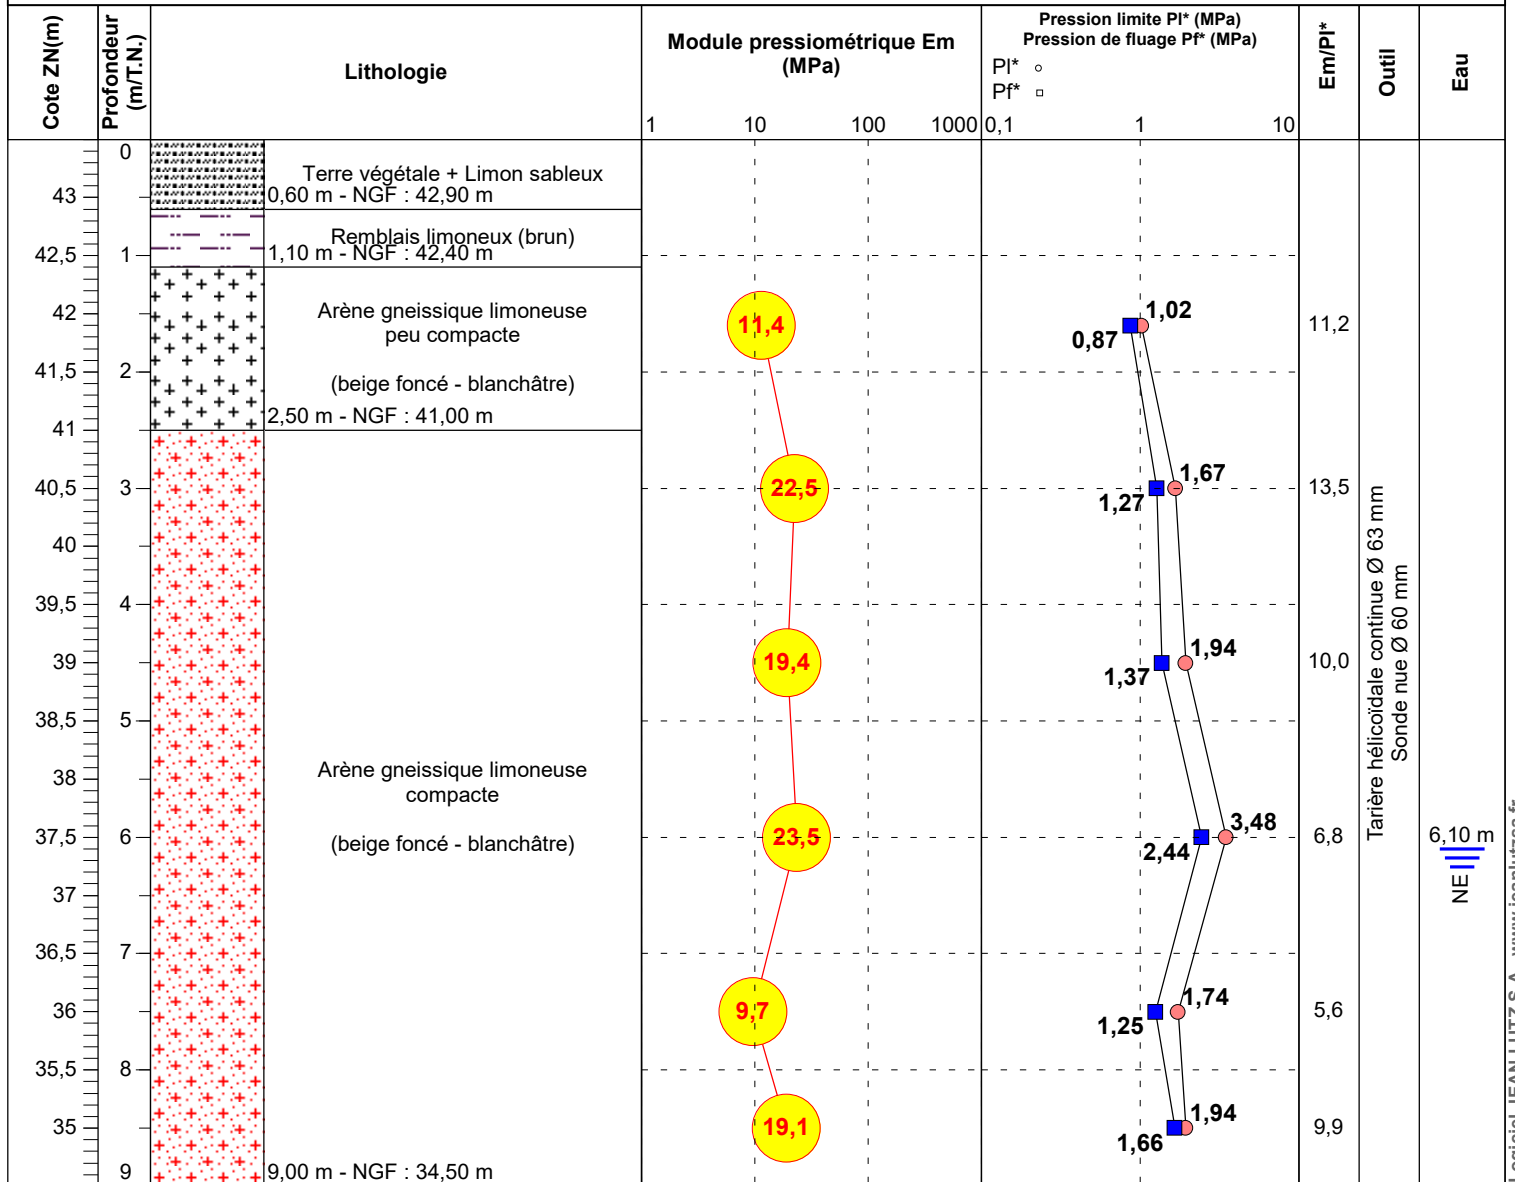 Cote ZN(m)
Profondeur
(m/T.N.)
Lithologie
Module pressiométrique Em
(MPa)
1
10
100
1000
Pression limite Pl* (MPa)
Pression de fluage Pf* (MPa)
Pl*
Pf*
0,1
1
10
Em/Pl*
Outil
Eau
43
42,5
42
41,5
41
40,5
40
39,5
39
38,5
38
37,5
37
36,5
36
35,5
35
0
1
2
3
4
5
6
7
8
9
Terre végétale + Limon sableux
0,60 m - NGF : 42,90 m
Remblais limoneux (brun)
1,10 m - NGF : 42,40 m
Arène gneissique limoneuse
peu compacte
(beige foncé - blanchâtre)
2,50 m - NGF : 41,00 m
Arène gneissique limoneuse
compacte
(beige foncé - blanchâtre)
9,00 m - NGF : 34,50 m
11,4
22,5
19,4
23,5
9,7
19,1
1,02
0,87
1,67
1,27
1,94
1,37
3,48
2,44
1,74
1,25
1,94
1,66
11,2
13,5
10,0
6,8
5,6
9,9
Tarière hélicoïdale continue Ø 63 mm
Sonde nue Ø 60 mm
6,10 m
NE
Logiciel JEAN LUTZ S.A - www.jeanlutzsa.fr